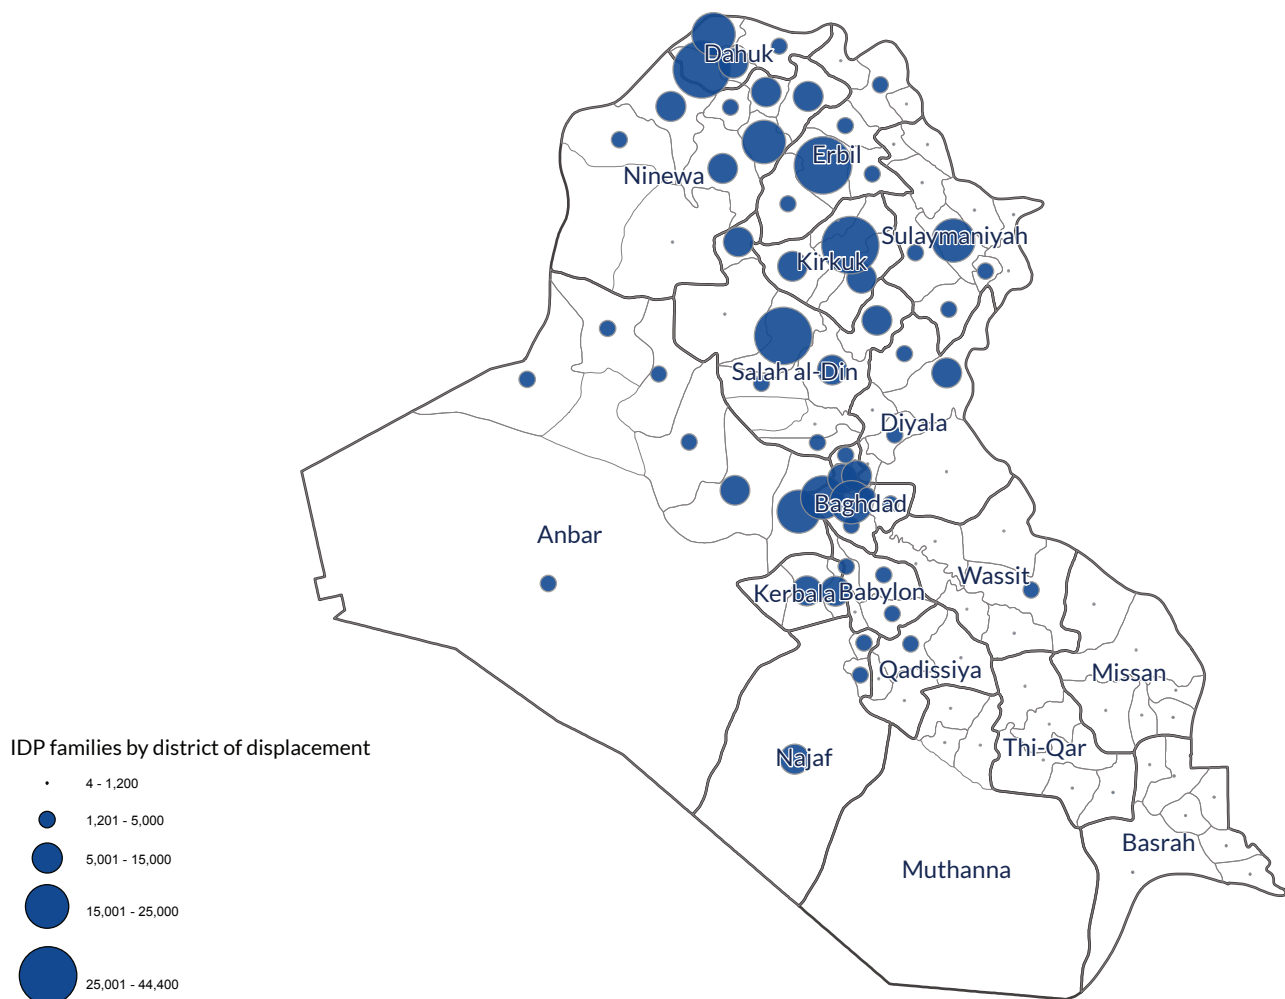 Dahuk
Erbil
Ninewa
Sulaymaniyah
Kirkuk
Salah al-Din
Diyala
Baghdad
Anbar
Wassit
Kerbala
Babylon
Qadissiya
Missan
Najaf
Thi-Qar
Basrah
Muthanna
IDP families by district of displacement
4 - 1,200
1,201 - 5,000
5,001 - 15,000
15,001 - 25,000
25,001 - 44,400